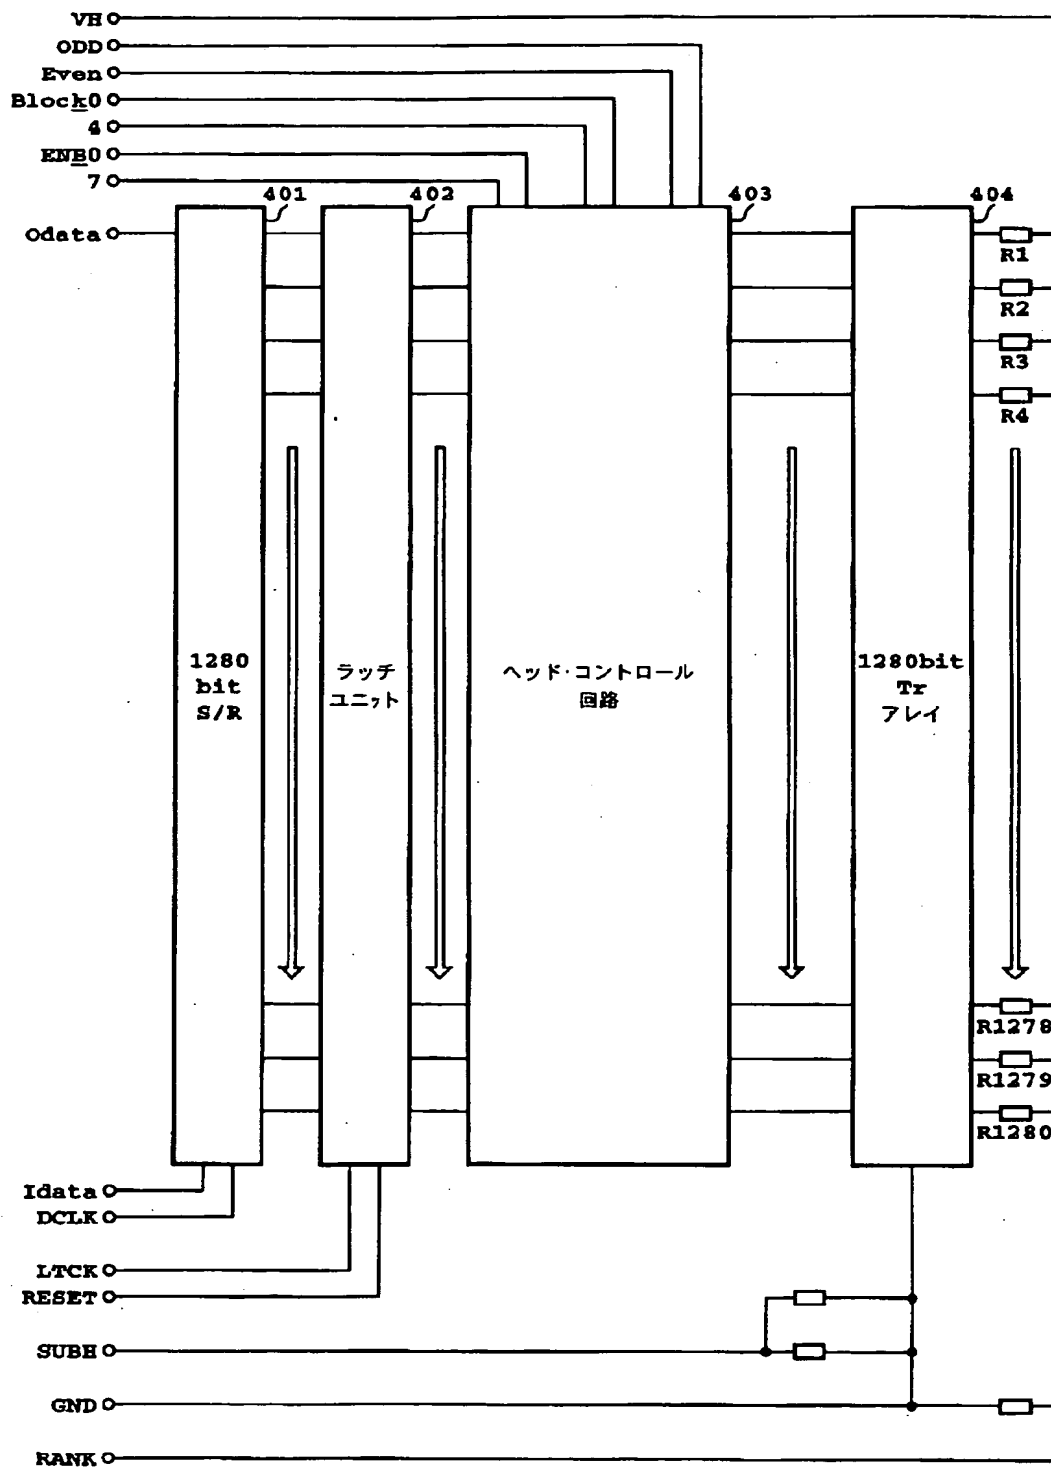 VH
ODD
Even
Block0
4
ENB0
7
401
402
403
404
Odata
R1
R2
R3
R4
1280
bit
S/R
ラッチ
ユニット
ヘッド・コントロール
回路
1280bit
Tr
アレイ
R1278
R1279
R1280
Idata
DCLK
LTCK
RESET
SUBH
GND
RANK